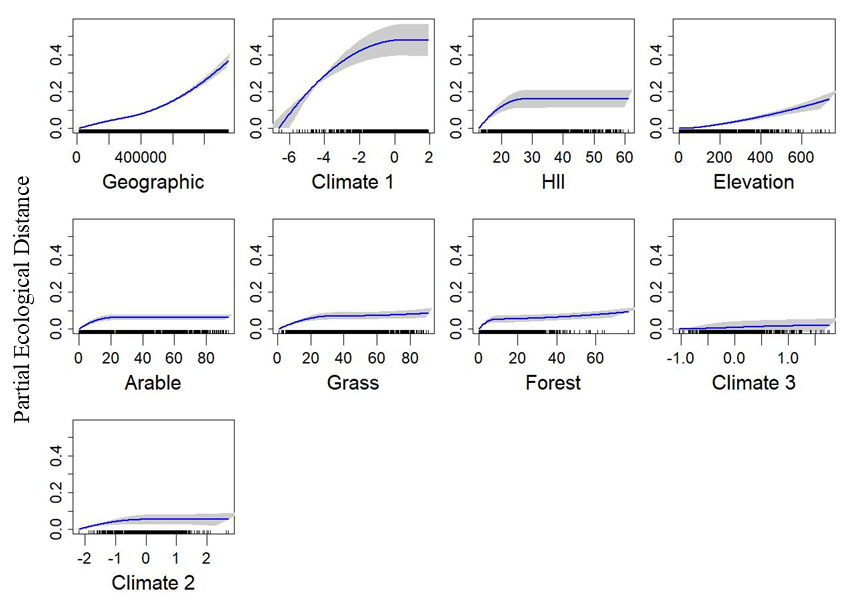 Partial Ecological Distance
0.0 0.2 0.4
0 400000
Geographic
0.0 0.2 0.4
-6 -4 -2 0 2
Climate 1
0.0 0.2 0.4
20 30 40 50 60
HII
0.0 0.2 0.4
0 200 400 600
Elevation
0.0 0.2 0.4
0 20 40 60 80
Arable
0.0 0.2 0.4
0 20 40 60 80
Grass
0.0 0.2 0.4
0 20 40 60
Forest
0.0 0.2 0.4
-1.0 0.0 1.0
Climate 3
0.0 0.2 0.4
-2 -1 0 1 2
Climate 2